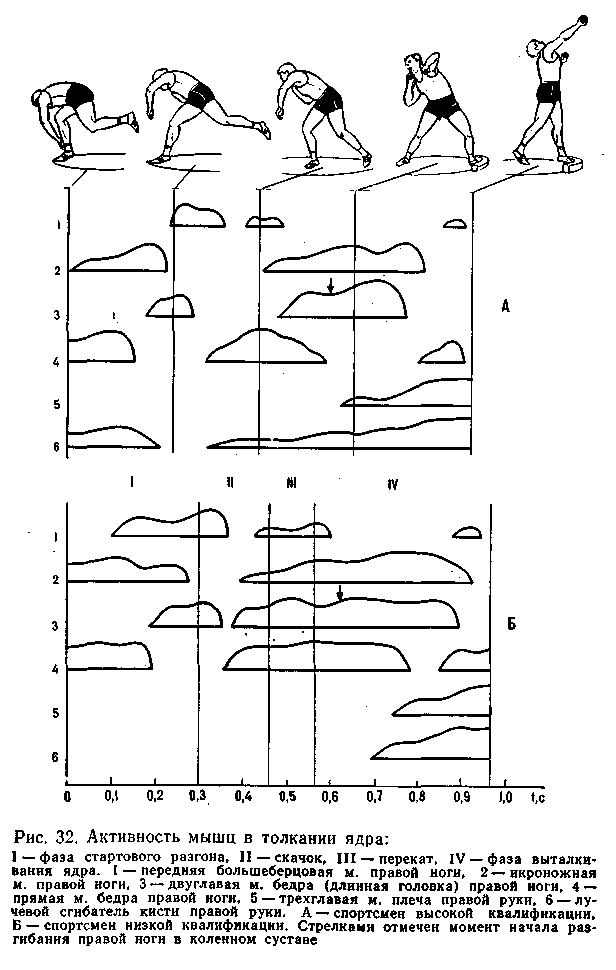 1
2
3
4
5
6
А
I II III IV
1
2
3
4
5
6
Б
0 0,1 0,2 0,3 0,4 0,5 0,6 0,7 0,8 0,9 1,0 t,c
Рис. 32. Активность мышц в толкании ядра:
I — фаза стартового разгона, II — скачок, III — перекат, IV — фаза выталки-
вания ядра. 1 — передняя большеберцовая м. правой ноги, 2 — икроножная
м. правой ноги, 3 — двуглавая м. бедра (длинная головка) правой ноги, 4 —
прямая м. бедра правой ноги, 5 — трехглавая м. плеча правой руки, 6 — лу-
чевой сгибатель кисти правой руки. А — спортсмен высокой квалификации,
Б — спортсмен низкой квалификации. Стрелками отмечен момент начала раз-
гибания правой ноги в коленном суставе